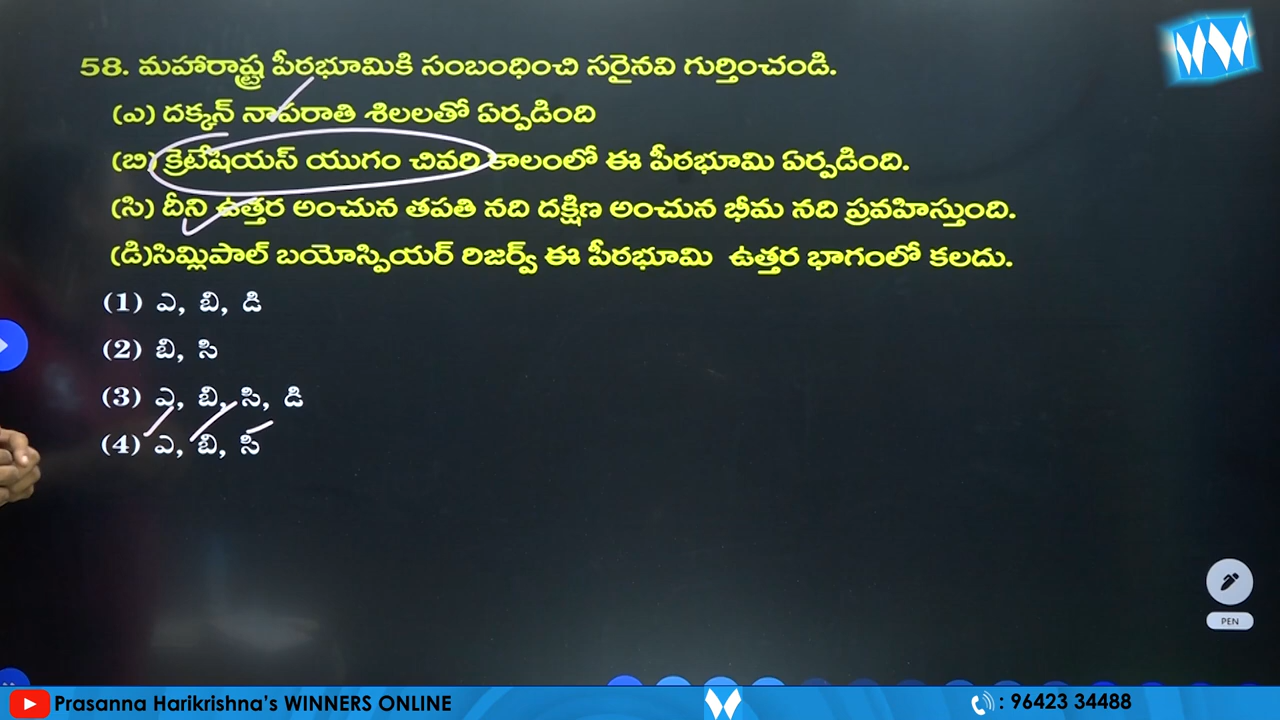 58. మహారాష్ట్ర పీఠభూమికి సంబంధించి సరైనవి గుర్తించండి.
(ఎ) దక్కన్ నాపరాతి శిలలతో ఏర్పడింది
(బి) క్రెటేషియస్ యుగం చివరి కాలంలో ఈ పీఠభూమి ఏర్పడింది.
(సి) దీని ఉత్తర అంచున తపతి నది దక్షిణ అంచున భీమ నది ప్రవహిస్తుంది.
(డి)సిమ్లిపాల్ బయోస్పియర్ రిజర్వ్ ఈ పీఠభూమి ఉత్తర భాగంలో కలదు.
(1) ఎ, బి, డి
(2) బి, సి
(3) ఎ, బి, సి, డి
(4) ఎ, బి, సి
PEN
Prasanna Harikrishna's WINNERS ONLINE
: 96423 34488